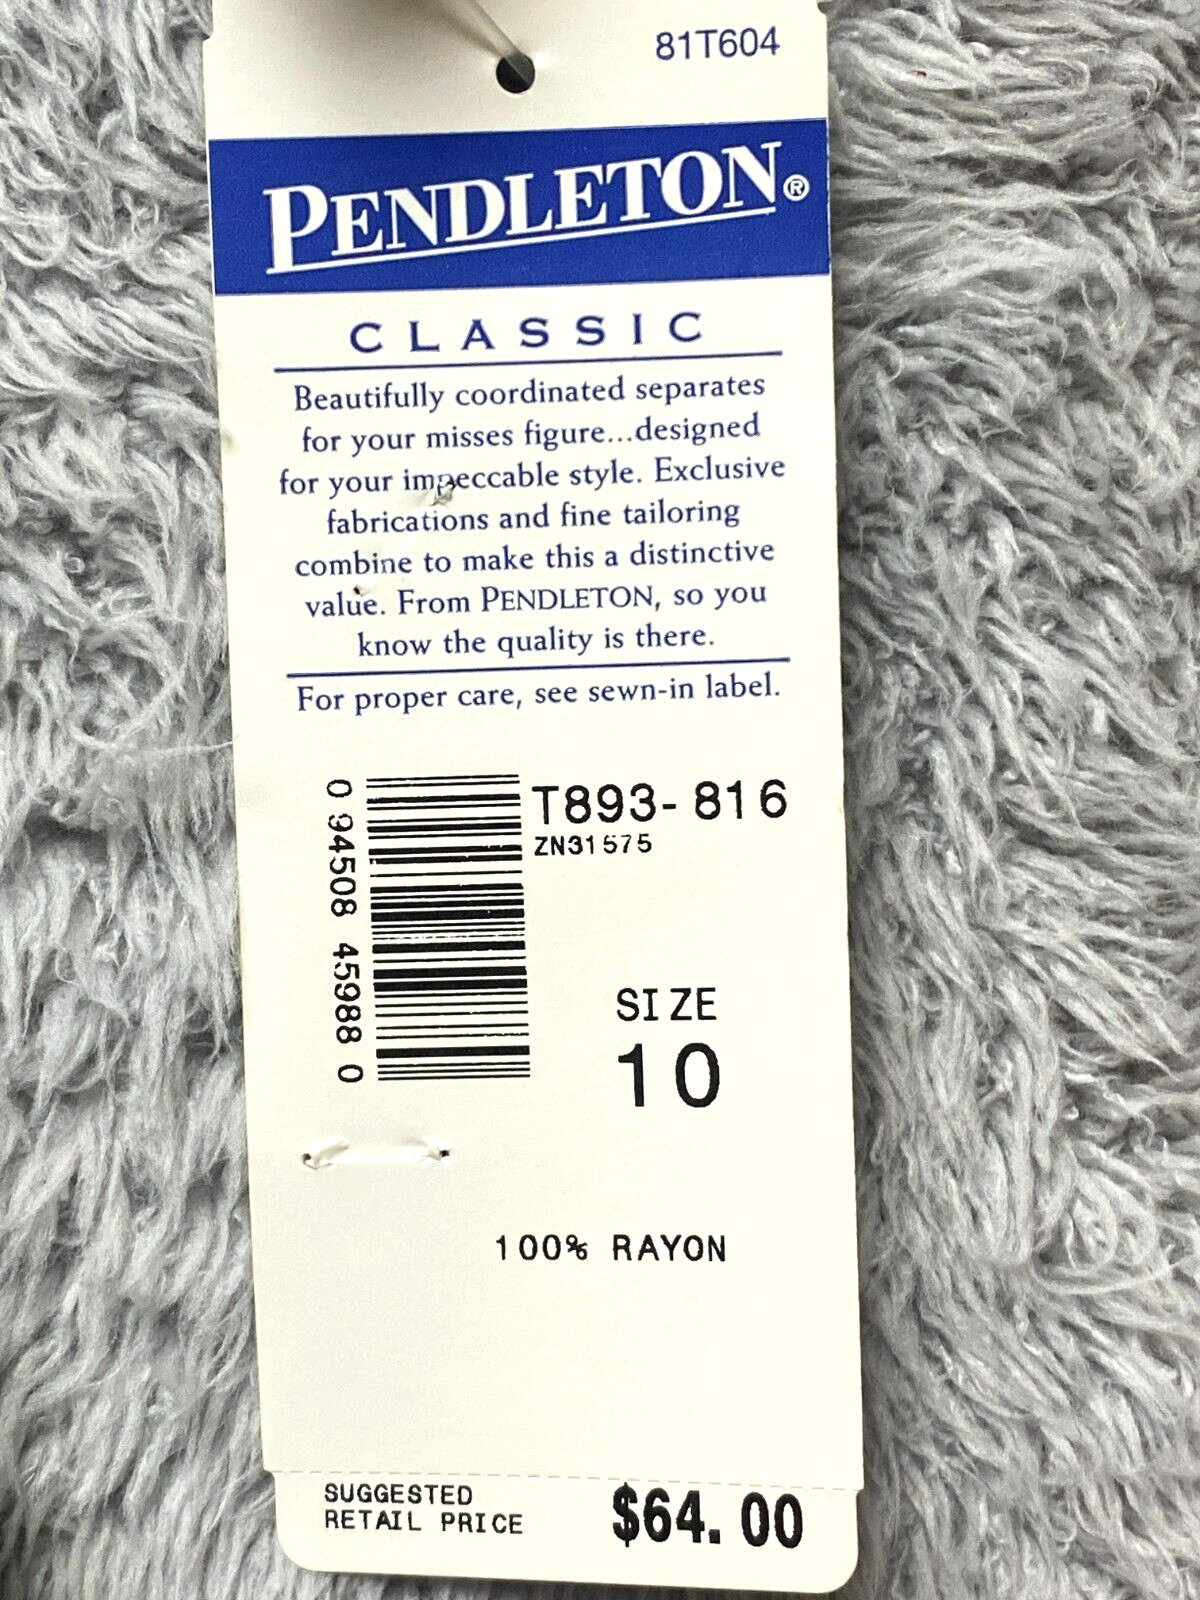 81T604
PENDLETON®
CLASSIC
Beautifully coordinated separates
for your misses figure...designed
for your impeccable style. Exclusive
fabrications and fine tailoring
combine to make this a distinctive
value. From PENDLETON, so you
know the quality is there.
For proper care, see sewn-in label.
0 94508 45988 0
T893-816
ZN31575
SIZE
10
100% RAYON
SUGGESTED
RETAIL PRICE
$64.00